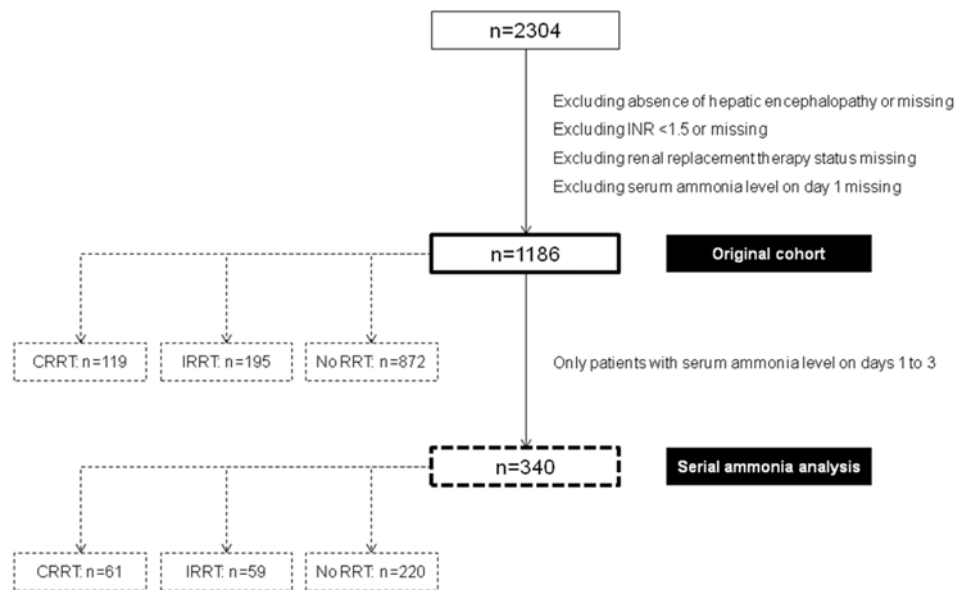 n=2304
Excluding absence of hepatic encephalopathy or missing
Excluding INR <1.5 or missing
Excluding renal replacement therapy status missing
Excluding serum ammonia level on day 1 missing
n=1186
Original cohort
CRRT: n=119
IRRT: n=195
No RRT: n=872
Only patients with serum ammonia level on days 1 to 3
n=340
Serial ammonia analysis
CRRT: n=61
IRRT: n=59
No RRT: n=220